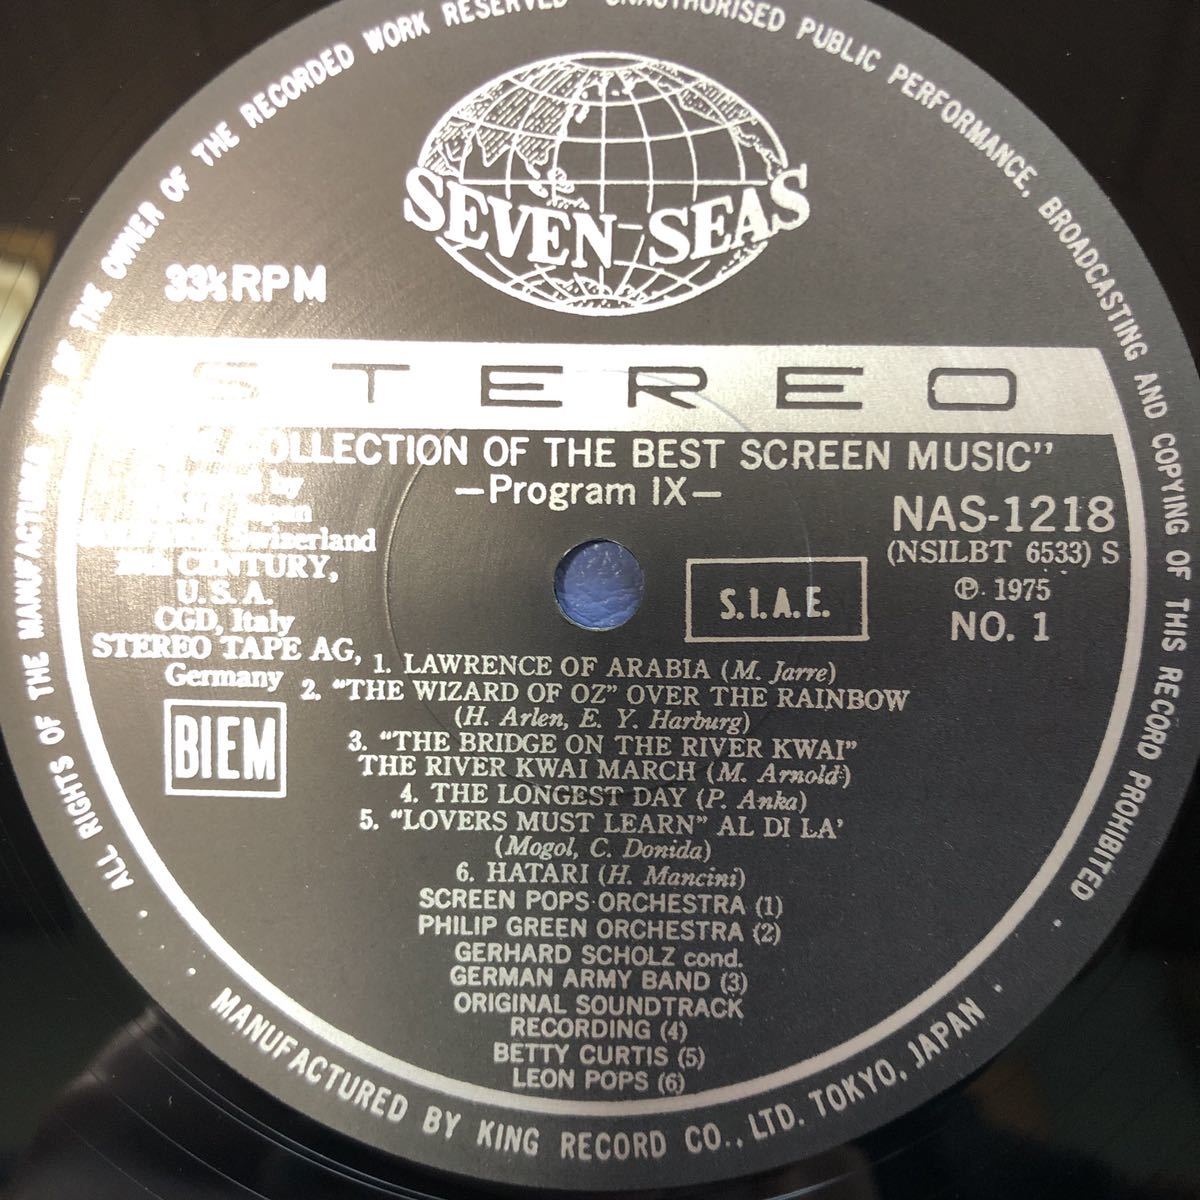 ALL RIGHTS OF THE MANUFACTURER AND OF THE OWNER OF THE RECORDED WORK RESERVED · UNAUTHORISED PUBLIC PERFORMANCE, BROADCASTING AND COPYING OF THIS RECORD PROHIBITED ·
SEVEN-SEAS
33⅓ RPM
STEREO
COLLECTION OF THE BEST SCREEN MUSIC"
—Program IX—
by
Switzerland
CENTURY,
U.S.A.
CGD, Italy
STEREO TAPE AG,
Germany
BIEM
NAS-1218
(NSILBT 6533) S
Ⓟ 1975
NO. 1
S.I.A.E.
1. LAWRENCE OF ARABIA (M. Jarre)
2. "THE WIZARD OF OZ" OVER THE RAINBOW
(H. Arlen, E. Y. Harburg)
3. "THE BRIDGE ON THE RIVER KWAI"
THE RIVER KWAI MARCH (M. Arnold)
4. THE LONGEST DAY (P. Anka)
5. "LOVERS MUST LEARN" AL DI LA'
(Mogol, C. Donida)
6. HATARI (H. Mancini)
SCREEN POPS ORCHESTRA (1)
PHILIP GREEN ORCHESTRA (2)
GERHARD SCHOLZ cond.
GERMAN ARMY BAND (3)
ORIGINAL SOUNDTRACK
RECORDING (4)
BETTY CURTIS (5)
LEON POPS (6)
· MANUFACTURED BY KING RECORD CO., LTD. TOKYO, JAPAN ·